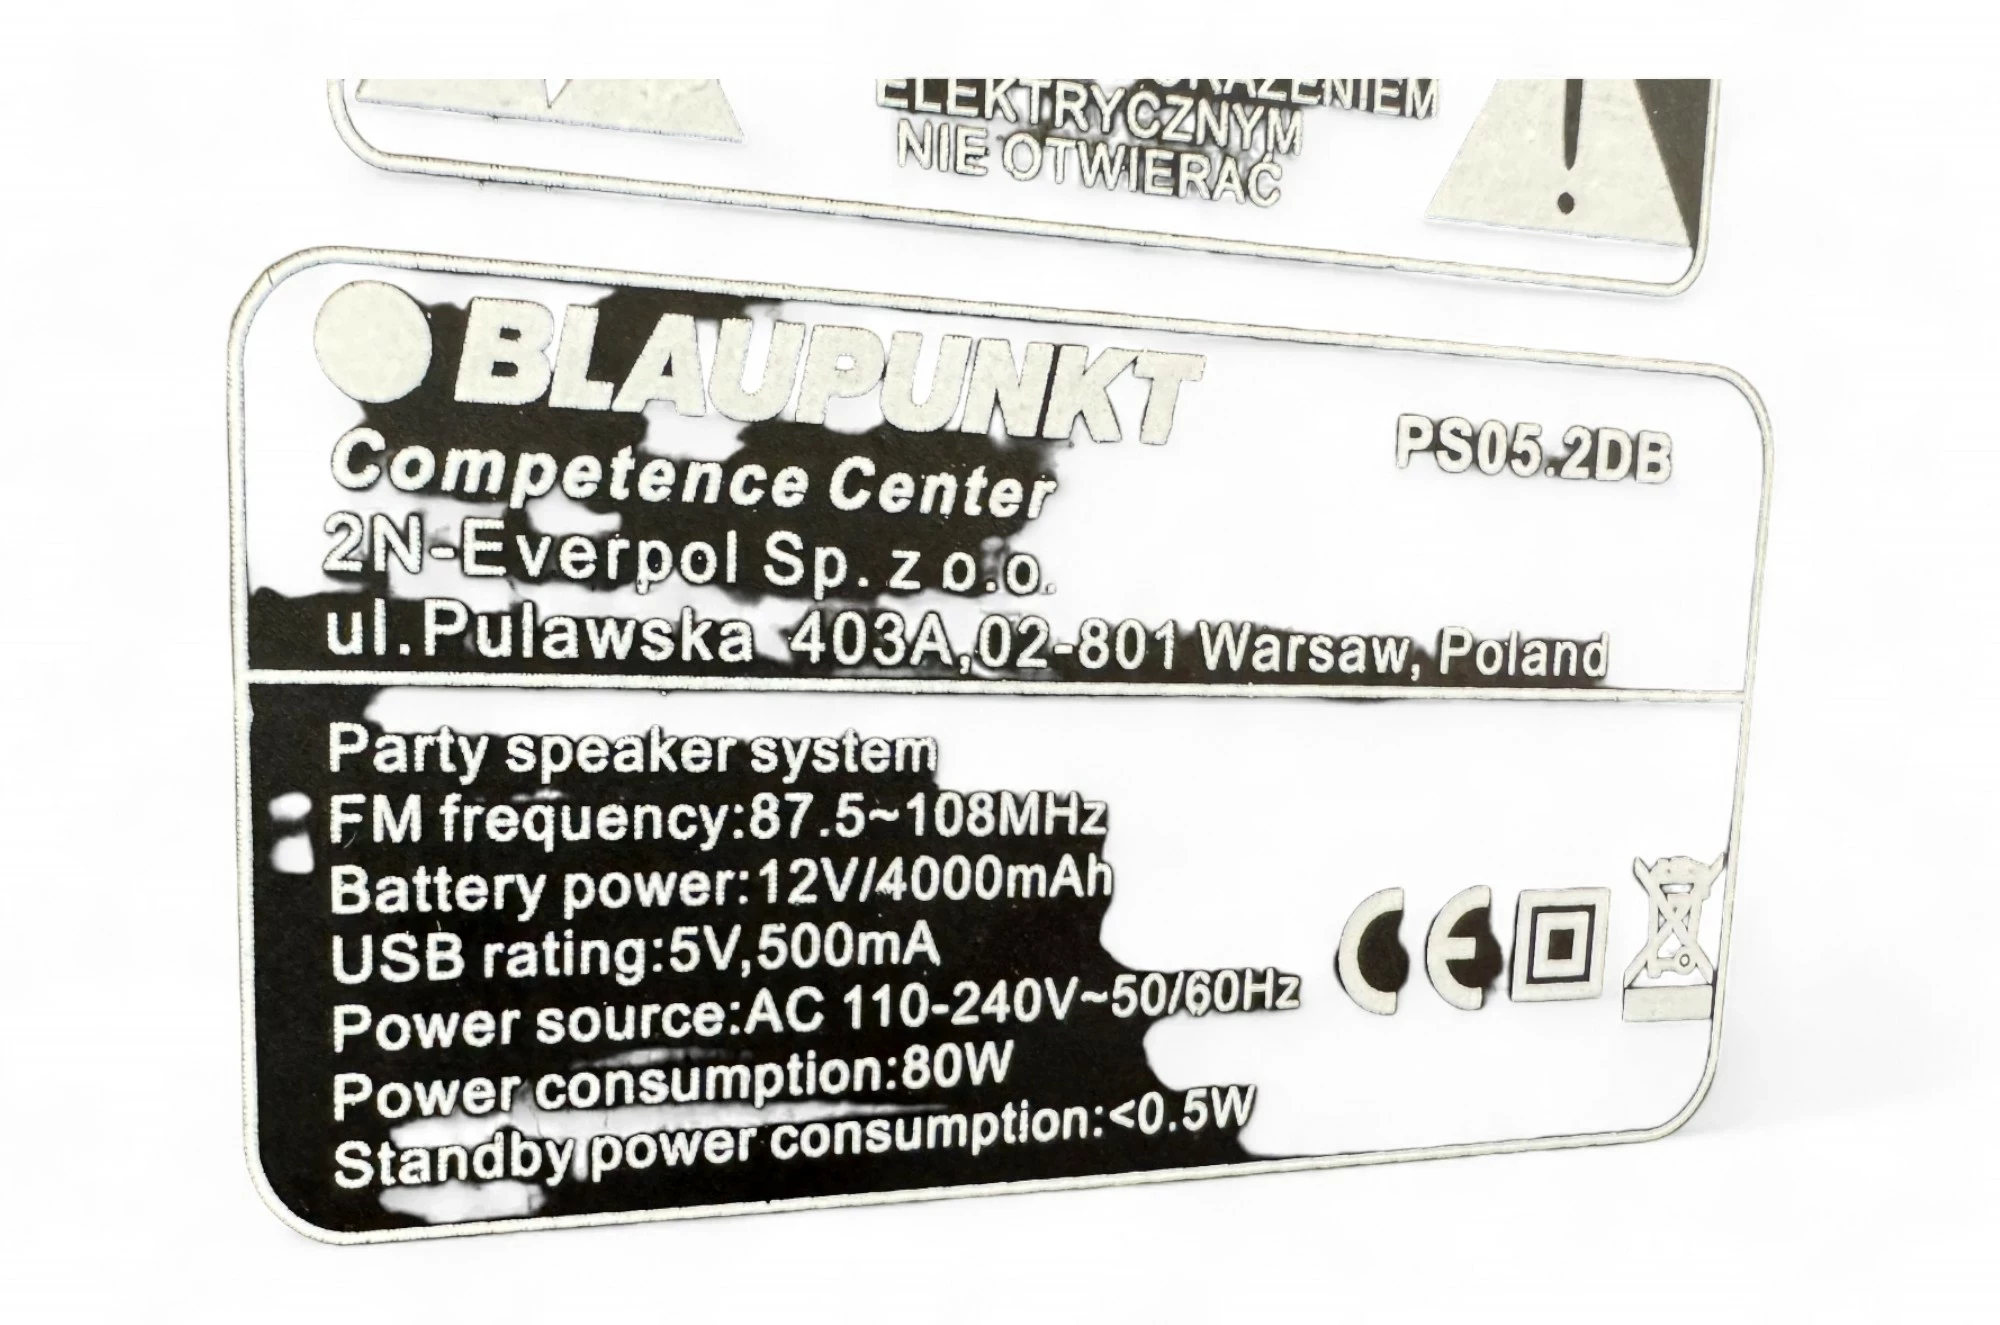 ELEKTRYCZNYM
NIE OTWIERAĆ
BLAUPUNKT
PS05.2DB
Competence Center
2N-Everpol Sp. z o.o.
ul.Pulawska 403A,02-801 Warsaw, Poland
Party speaker system
FM frequency:87.5~108MHz
Battery power:12V/4000mAh
USB rating:5V,500mA
Power source:AC 110-240V~50/60Hz
Power consumption:80W
Standby power consumption:<0.5W
CE